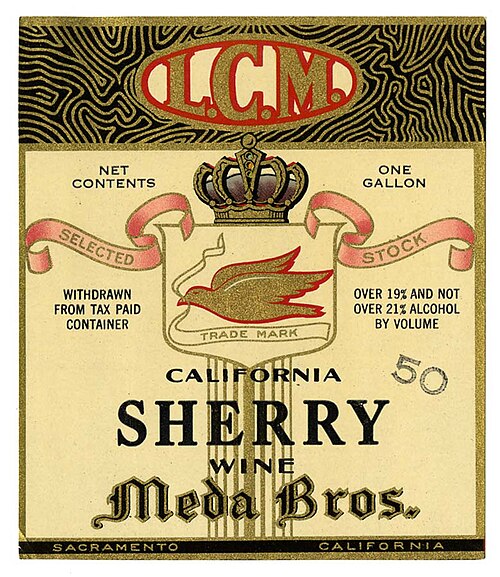 L.C.M.
NET
CONTENTS
ONE
GALLON
SELECTED
STOCK
WITHDRAWN
FROM TAX PAID
CONTAINER
OVER 19% AND NOT
OVER 21% ALCOHOL
BY VOLUME
TRADE MARK
50
CALIFORNIA
SHERRY
WINE
Meda Bros.
SACRAMENTO CALIFORNIA